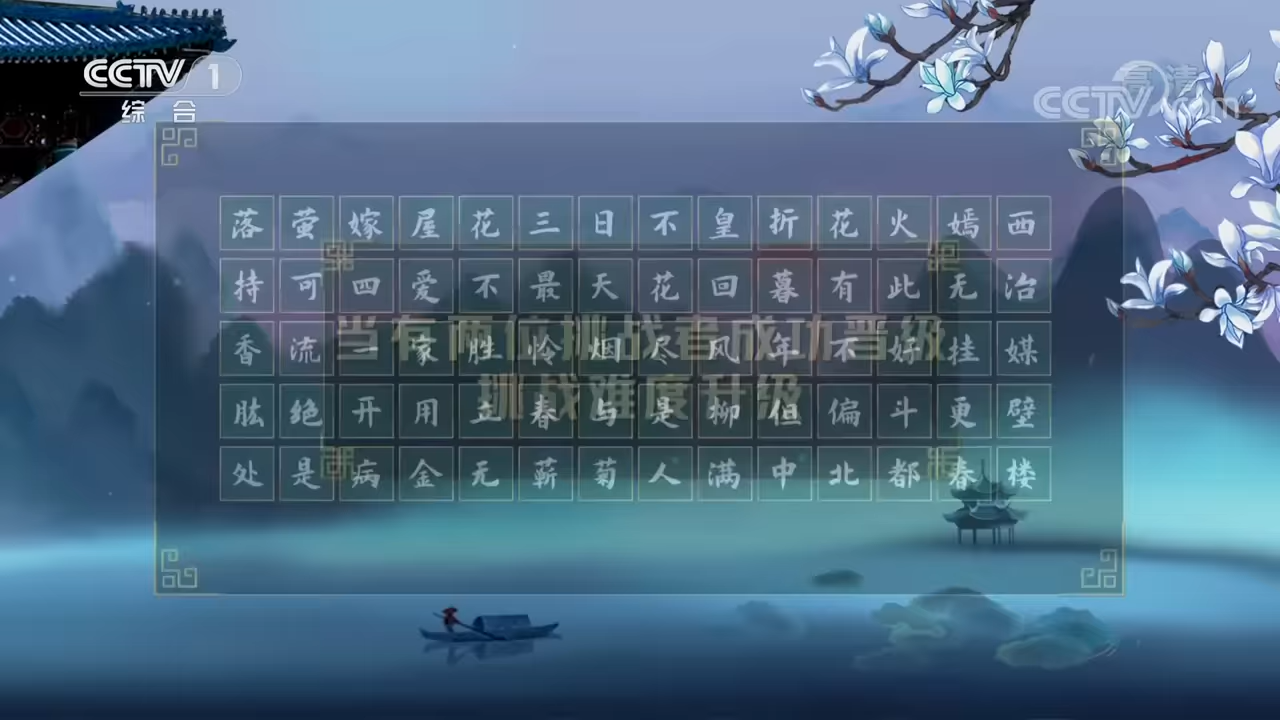 CCTV 1
综合
高清
CCTV.com
落萤嫁屋花三日不皇折花火嫣西
持可四爱不最天花回暮有此无治
香流一家胜怜烟尽风年不好挂媒
肱绝开用立春与是柳但偏斗更壁
处是病金无蕲菊人满中北都春楼
当有两位挑战者成功晋级
挑战难度升级